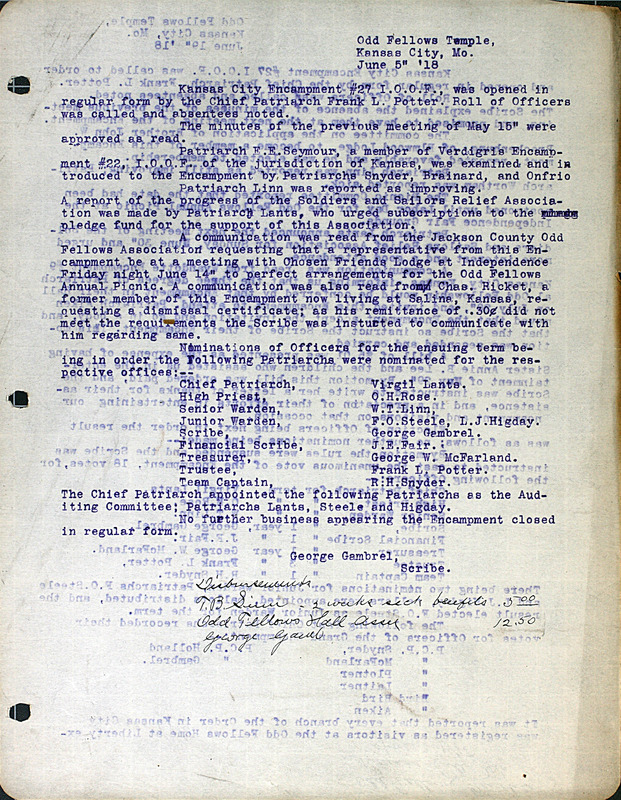 Odd Fellows Temple,
Kansas City, Mo.
June 5" '18
Kansas City Encampment #27 I.O.O.F., was opened in
regular form by the Chief Patriarch Frank L. Potter. Roll of Officers
was called and absentees noted.
The minutes of the previous meeting of May 15" were
approved as read.
Patriarch F.E.Seymour, a member of Verdigris Encamp-
ment #22, I.O.O.F. of the jurisdiction of Kansas, was examined and in
troduced to the Encampment by Patriarchs Snyder, Brainard, and Onfrio
Patriarch Linn was reported as improving.
A report of the progress of the Soldiers and Sailors Relief Associa-
tion was made by Patriarch Lants, who urged subscriptions to the
pledge fund for the support of this Association.
A communication was read from the Jackson County Odd
Fellows Association requesting that a representative from this En-
campment be at a meeting with Chosen Friends Lodge at Independence
Friday night June 14" to perfect arrangements for the Odd Fellows
Annual Picnic. A communication was also read from Chas. Ricket, a
former member of this Encampment now living at Saline, Kansas, re-
questing a dismissal certificate; as his remittance of .30¢ did not
meet the requirements the Scribe was insturted to communicate with
him regarding same.
Nominations of Officers for the ensuing term be-
ing in order the Following Patriarchs were nominated for the res-
pective offices:--
Chief Patriarch, Virgil Lants.
High Priest, O.H.Rose.
Senior Warden, W.T.Linn,
Junior Warden, F.O.Steele, L.J.Higday.
Scribe, George Gambrel.
Financial Scribe, J.E.Fair.
Treasurer, George W. McFarland.
Trustee, Frank L. Potter.
Team Captain, R.H.Snyder.
The Chief Patriarch appointed the following Patriarchs as the Aud-
iting Committee; Patriarchs Lants, Steele and Higday.
No further business appearing the Encampment closed
in regular form.
George Gambrel,
Scribe.
Disbursements
T.B. - 2 weeks sick benefits. 5 00
Odd Fellows Hall Assn 12.50
George